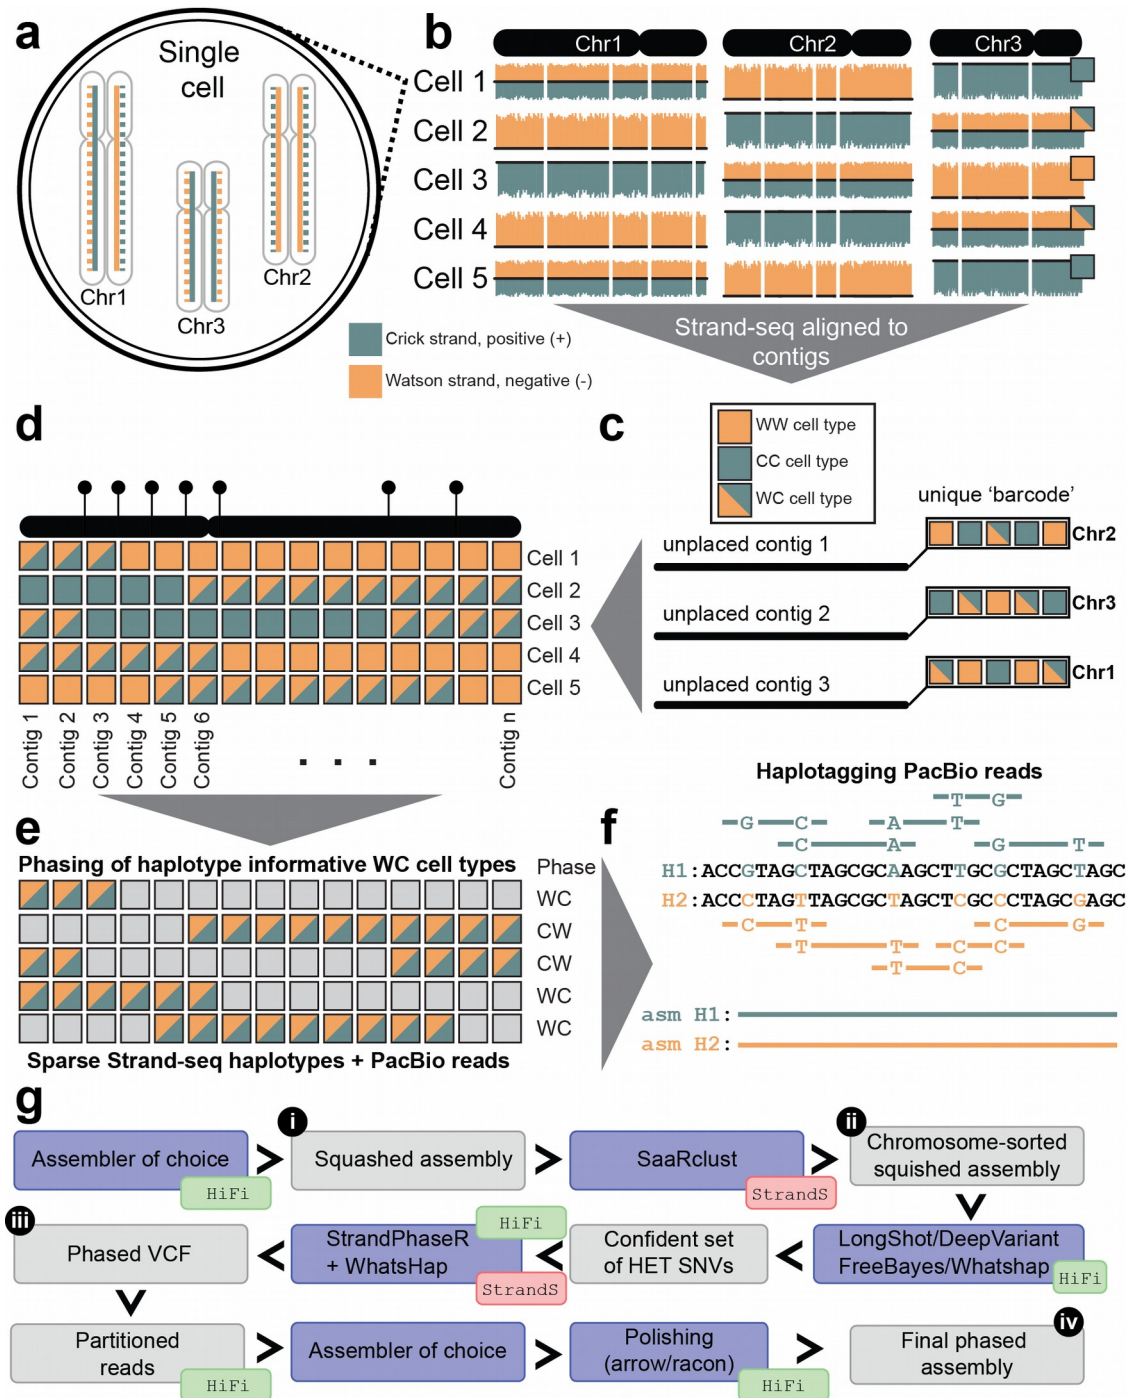 a
Single
cell
Chr1
Chr3
Chr2
b
Chr1
Chr2
Chr3
Cell 1
Cell 2
Cell 3
Cell 4
Cell 5
Crick strand, positive (+)
Watson strand, negative (-)
Strand-seq aligned to
contigs
c
WW cell type
CC cell type
WC cell type
unique ‘barcode’
unplaced contig 1
Chr2
unplaced contig 2
Chr3
unplaced contig 3
Chr1
d
Cell 1
Cell 2
Cell 3
Cell 4
Cell 5
Contig 1
Contig 2
Contig 3
Contig 4
Contig 5
Contig 6
. . .
Contig n
e
Phasing of haplotype informative WC cell types
Phase
WC
CW
CW
WC
WC
Sparse Strand-seq haplotypes + PacBio reads
f
Haplotagging PacBio reads
T G
G C A T
C A G T
H1:ACCGTAGCTAGCGCAAGCTTGCGCTAGCTAGC
H2:ACCCTAGTTAGCGCTAGCTCGCCCTAGCGAGC
C T C G
T T C C
T C
asm H1:
asm H2:
g
Assembler of choice
HiFi
i
Squashed assembly
SaaRclust
StrandS
ii
Chromosome-sorted
squished assembly
iii
Phased VCF
StrandPhaseR
+ WhatsHap
HiFi
StrandS
Confident set
of HET SNVs
LongShot/DeepVariant
FreeBayes/Whatshap
HiFi
Partitioned
reads
HiFi
Assembler of choice
Polishing
(arrow/racon)
HiFi
iv
Final phased
assembly